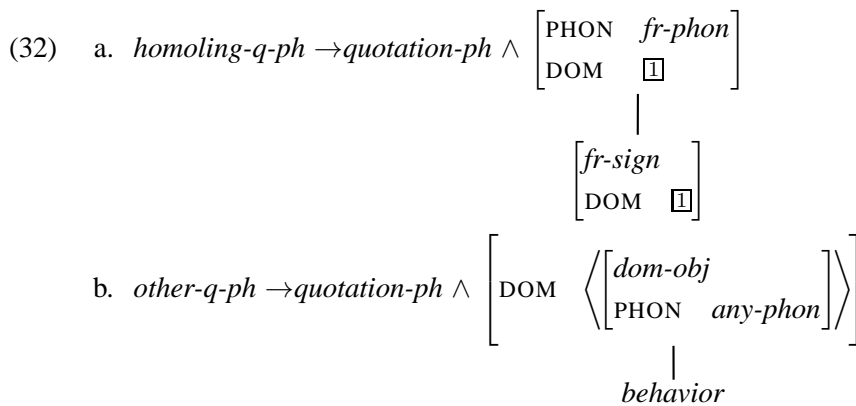 (32) a. homoling-q-ph →quotation-ph ∧ [PHON fr-phon
DOM 1]
[fr-sign
DOM 1]
b. other-q-ph →quotation-ph ∧ [DOM ⟨[dom-obj
PHON any-phon]⟩]
behavior